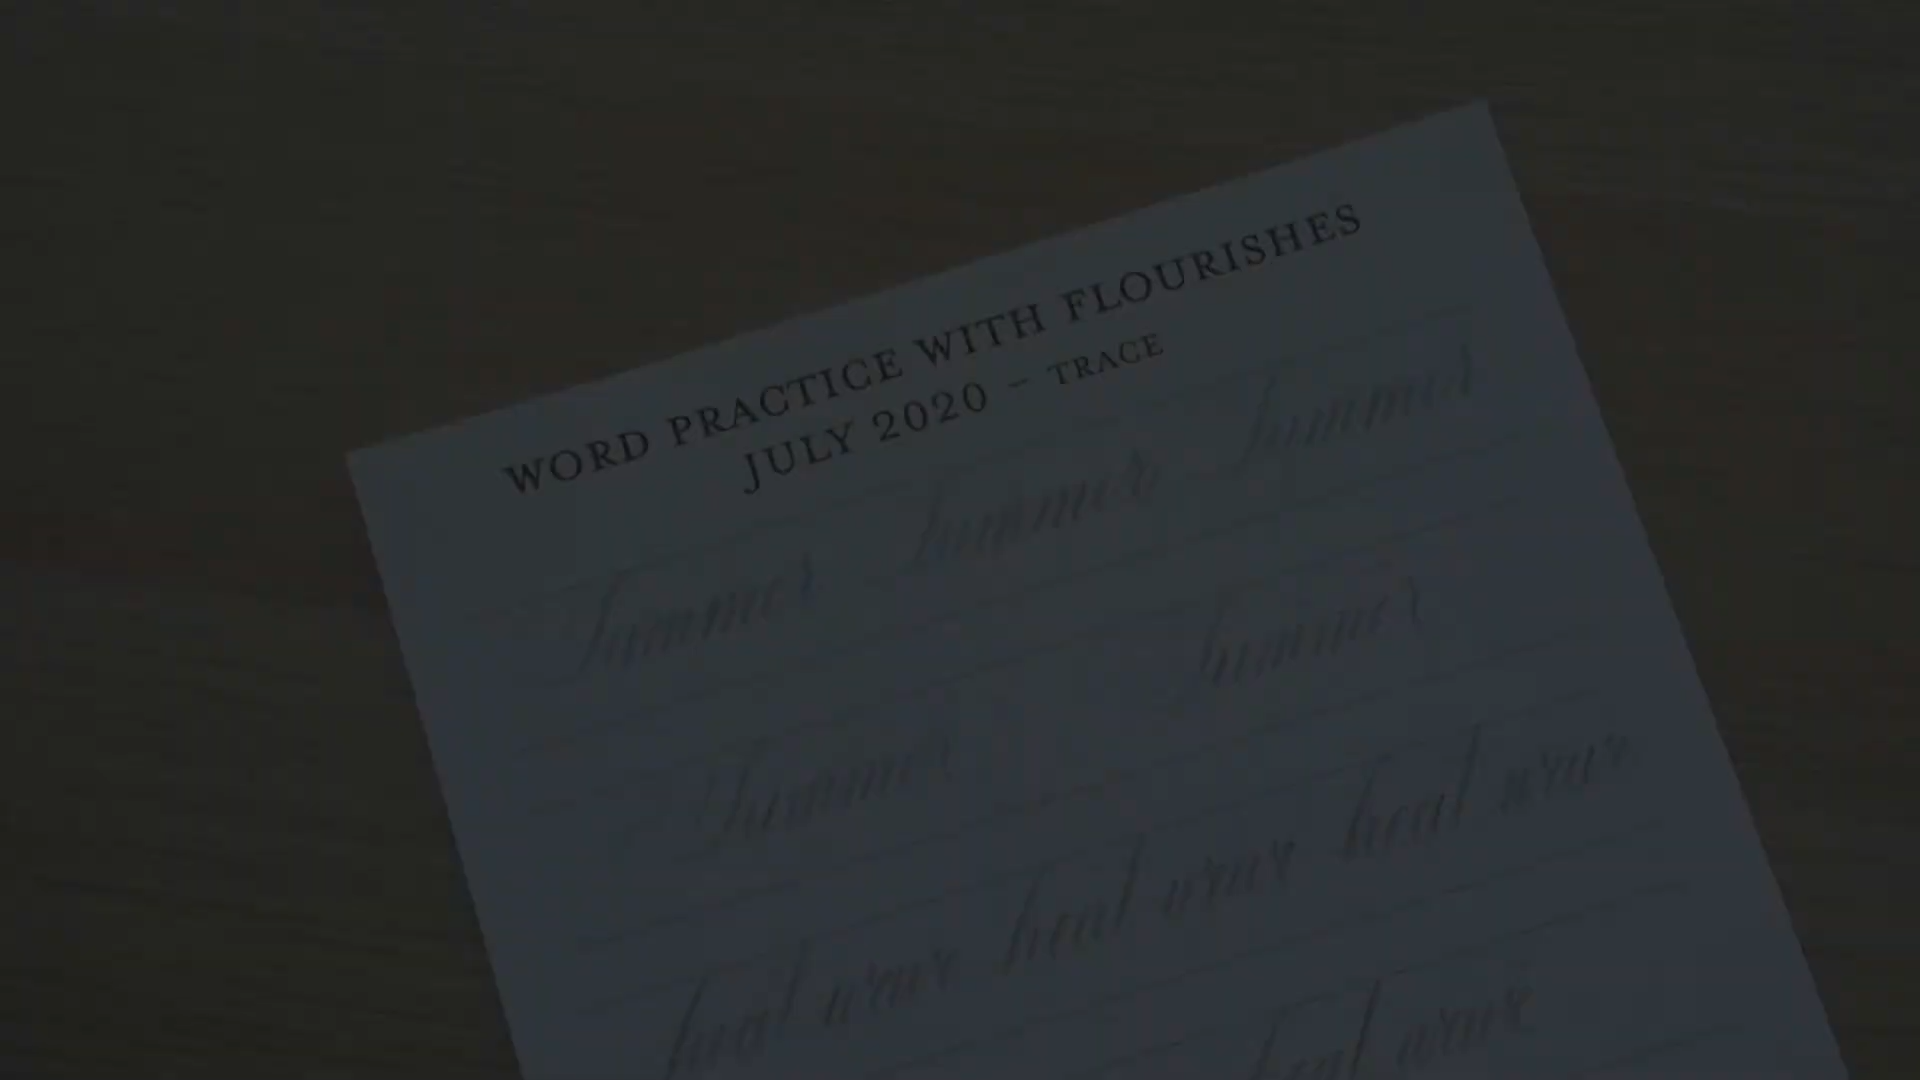 WORD PRACTICE WITH FLOURISHES
JULY 2020 – TRACE
Summer Summer Summer
Summer Summer
heat wave heat wave heat wave
heat wave